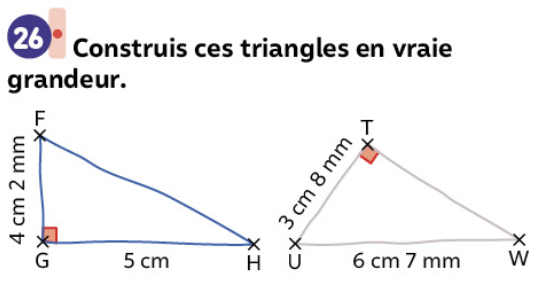 26 Construis ces triangles en vraie
grandeur.
F
4 cm 2 mm
G
5 cm
H
T
3 cm 8 mm
U
6 cm 7 mm
W